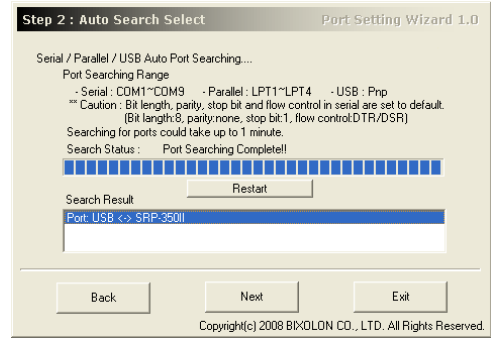 Step 2 : Auto Search Select
Port Setting Wizard 1.0
Serial / Parallel / USB Auto Port Searching....
Port Searching Range
- Serial : COM1~COM9 - Parallel : LPT1~LPT4 - USB : Pnp
** Caution : Bit length, parity, stop bit and flow control in serial are set to default.
(Bit langth:8, parity:none, stop bit:1, flow control:DTR/DSR)
Searching for ports could take up to 1 minute.
Search Status : Port Searching Complete!!
Restart
Search Result
Port: USB <-> SRP-350II
Back Next Exit
Copyright(c) 2008 BIXOLON CO., LTD. All Rights Reserved.